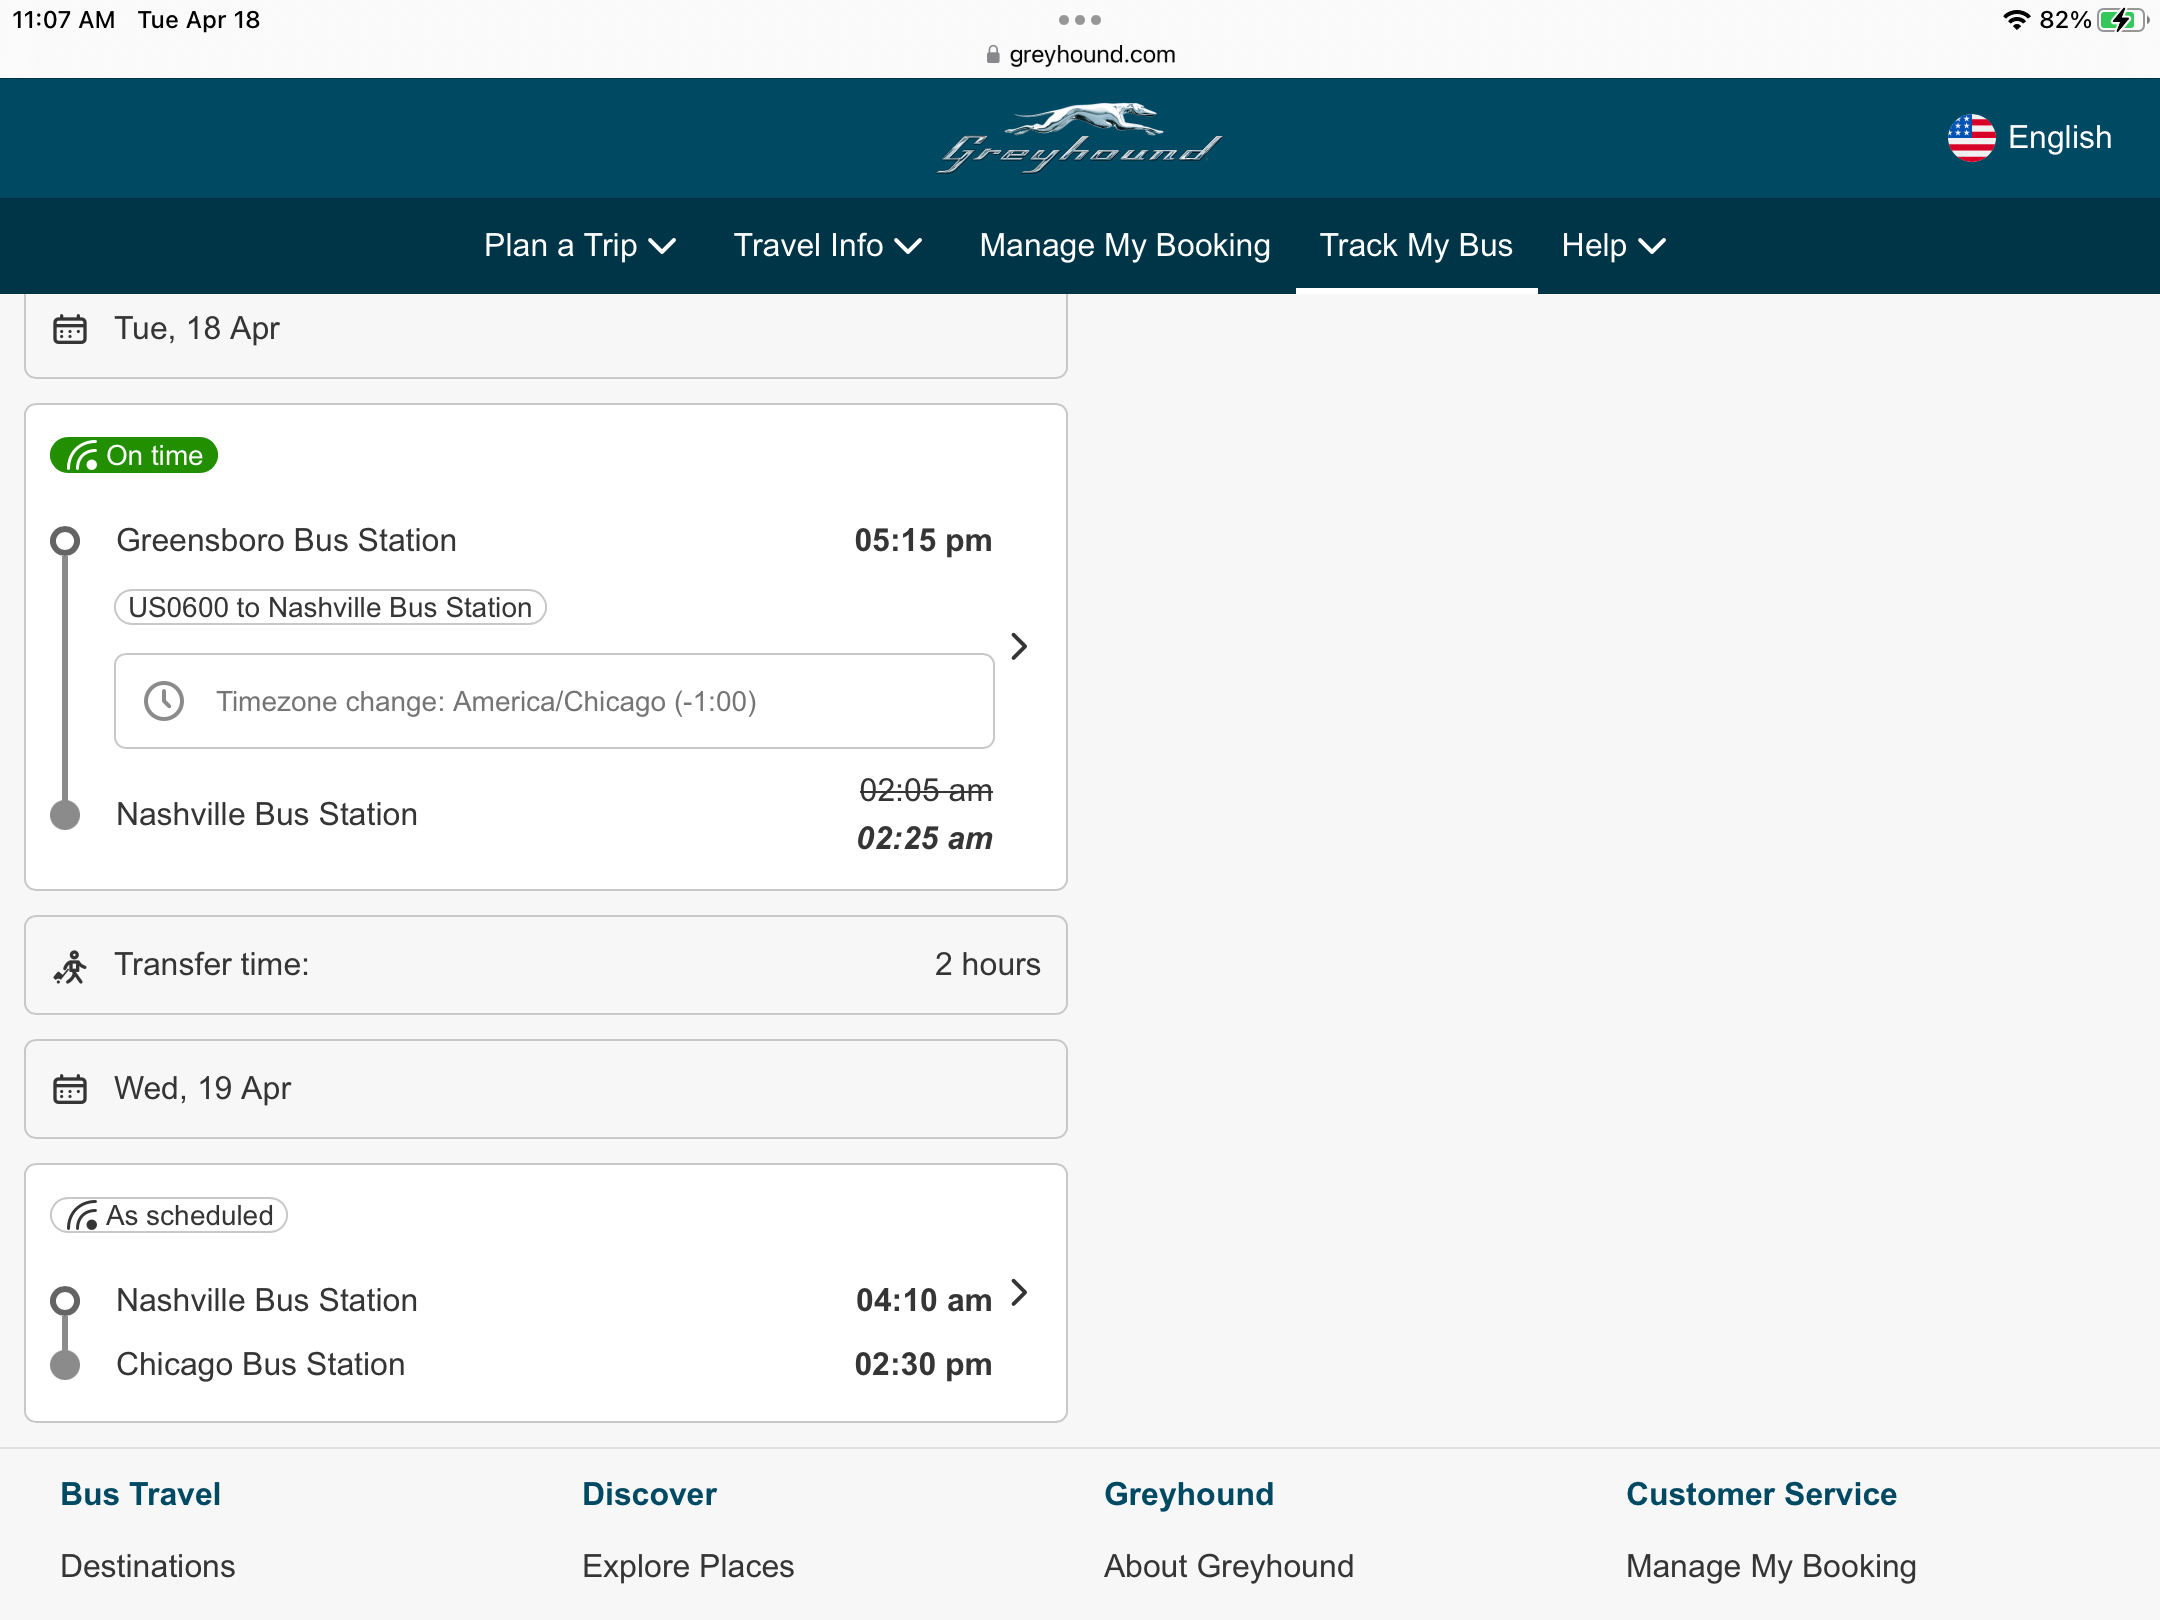 11:07 AM Tue Apr 18
82%
greyhound.com
Greyhound
English
Plan a Trip
Travel Info
Manage My Booking
Track My Bus
Help
Tue, 18 Apr
On time
Greensboro Bus Station
05:15 pm
US0600 to Nashville Bus Station
Timezone change: America/Chicago (-1:00)
02:05 am
Nashville Bus Station
02:25 am
Transfer time:
2 hours
Wed, 19 Apr
As scheduled
Nashville Bus Station
04:10 am
Chicago Bus Station
02:30 pm
Bus Travel
Discover
Greyhound
Customer Service
Destinations
Explore Places
About Greyhound
Manage My Booking